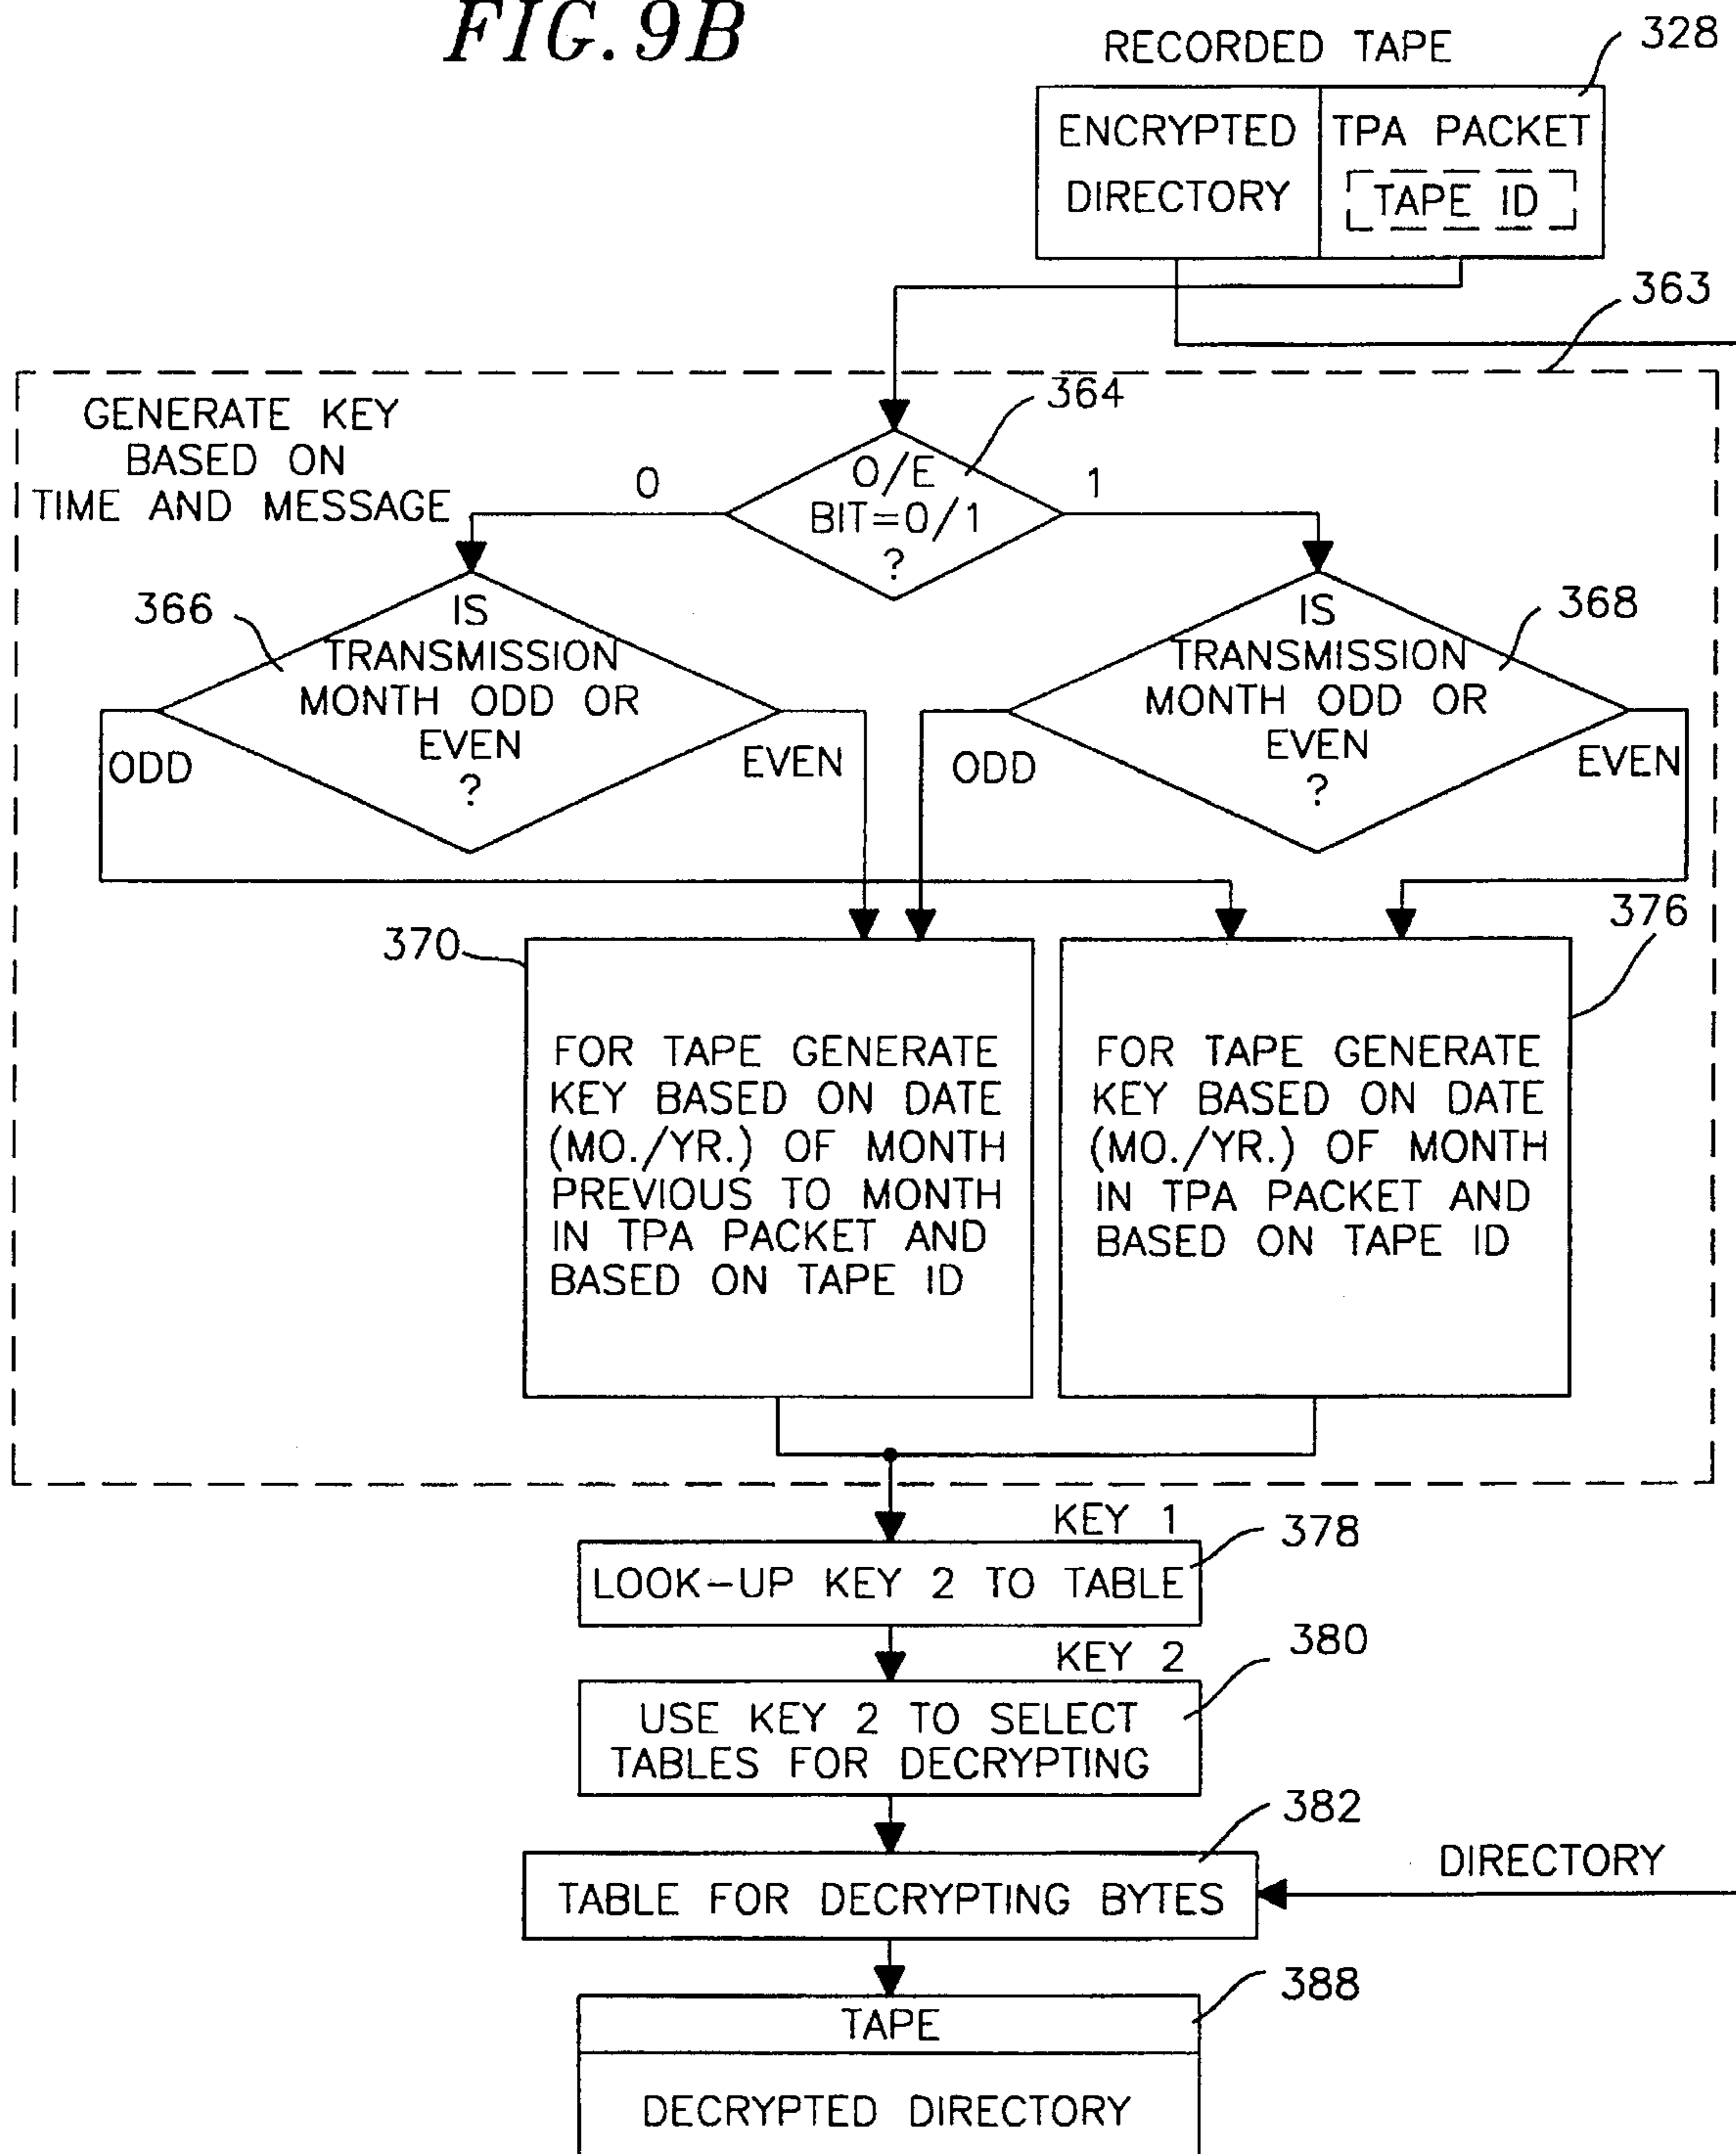 FIG. 9B
RECORDED TAPE
328
ENCRYPTED
DIRECTORY
TPA PACKET
TAPE ID
363
GENERATE KEY
BASED ON
TIME AND MESSAGE
364
O/E
BIT=0/1
?
0
1
366
IS
TRANSMISSION
MONTH ODD OR
EVEN
?
ODD
EVEN
368
IS
TRANSMISSION
MONTH ODD OR
EVEN
?
ODD
EVEN
370
FOR TAPE GENERATE
KEY BASED ON DATE
(MO./YR.) OF MONTH
PREVIOUS TO MONTH
IN TPA PACKET AND
BASED ON TAPE ID
376
FOR TAPE GENERATE
KEY BASED ON DATE
(MO./YR.) OF MONTH
IN TPA PACKET AND
BASED ON TAPE ID
KEY 1
378
LOOK-UP KEY 2 TO TABLE
KEY 2
380
USE KEY 2 TO SELECT
TABLES FOR DECRYPTING
382
TABLE FOR DECRYPTING BYTES
DIRECTORY
388
TAPE
DECRYPTED DIRECTORY